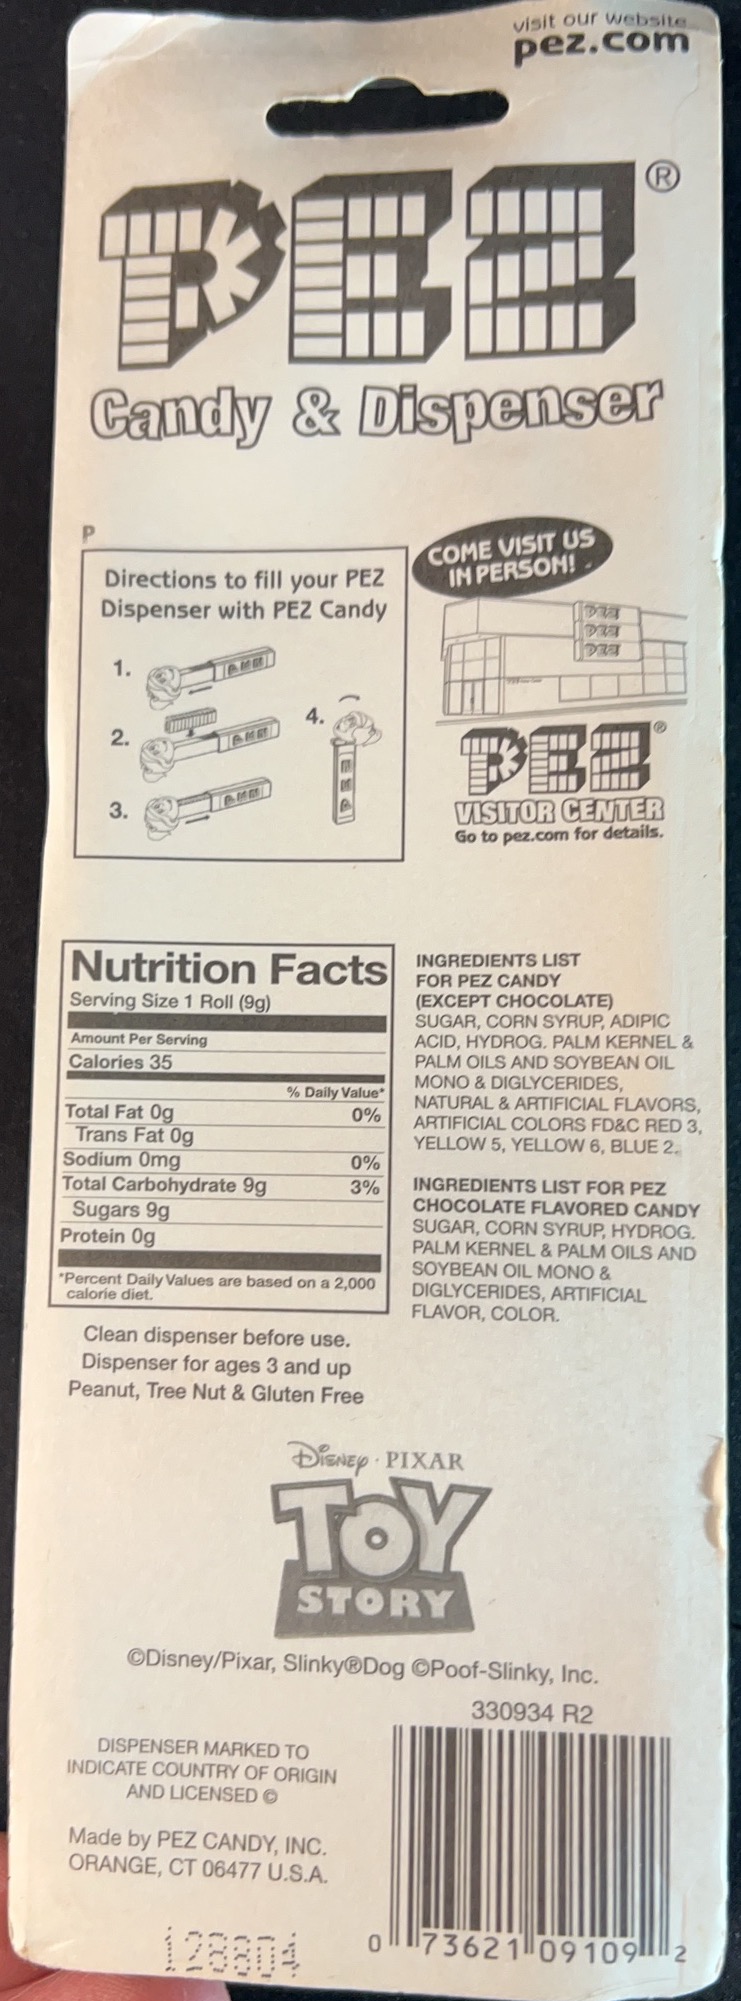 visit our website
pez.com
PEZ®
Candy & Dispenser
P
Directions to fill your PEZ
Dispenser with PEZ Candy
1.
2.
3.
4.
COME VISIT US
IN PERSON!
PEZ
PEZ
PEZ
PEZ®
VISITOR CENTER
Go to pez.com for details.
Nutrition Facts
Serving Size 1 Roll (9g)
Amount Per Serving
Calories 35
% Daily Value*
Total Fat 0g 0%
Trans Fat 0g
Sodium 0mg 0%
Total Carbohydrate 9g 3%
Sugars 9g
Protein 0g
*Percent Daily Values are based on a 2,000
calorie diet.
Clean dispenser before use.
Dispenser for ages 3 and up
Peanut, Tree Nut & Gluten Free
INGREDIENTS LIST
FOR PEZ CANDY
(EXCEPT CHOCOLATE)
SUGAR, CORN SYRUP, ADIPIC
ACID, HYDROG. PALM KERNEL &
PALM OILS AND SOYBEAN OIL
MONO & DIGLYCERIDES,
NATURAL & ARTIFICIAL FLAVORS,
ARTIFICIAL COLORS FD&C RED 3,
YELLOW 5, YELLOW 6, BLUE 2.
INGREDIENTS LIST FOR PEZ
CHOCOLATE FLAVORED CANDY
SUGAR, CORN SYRUP, HYDROG.
PALM KERNEL & PALM OILS AND
SOYBEAN OIL MONO &
DIGLYCERIDES, ARTIFICIAL
FLAVOR, COLOR.
Disney · PIXAR
TOY
STORY
©Disney/Pixar, Slinky®Dog ©Poof-Slinky, Inc.
330934 R2
DISPENSER MARKED TO
INDICATE COUNTRY OF ORIGIN
AND LICENSED ©
Made by PEZ CANDY, INC.
ORANGE, CT 06477 U.S.A.
0 73621 09109 2